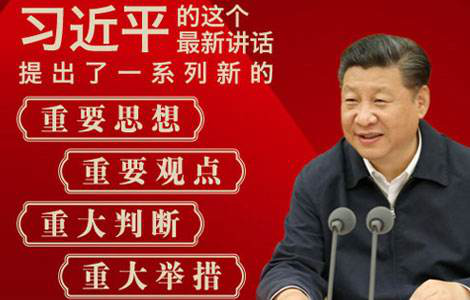 习近平的这个
最新讲话
提出了一系列新的
重要思想
重要观点
重大判断
重大举措